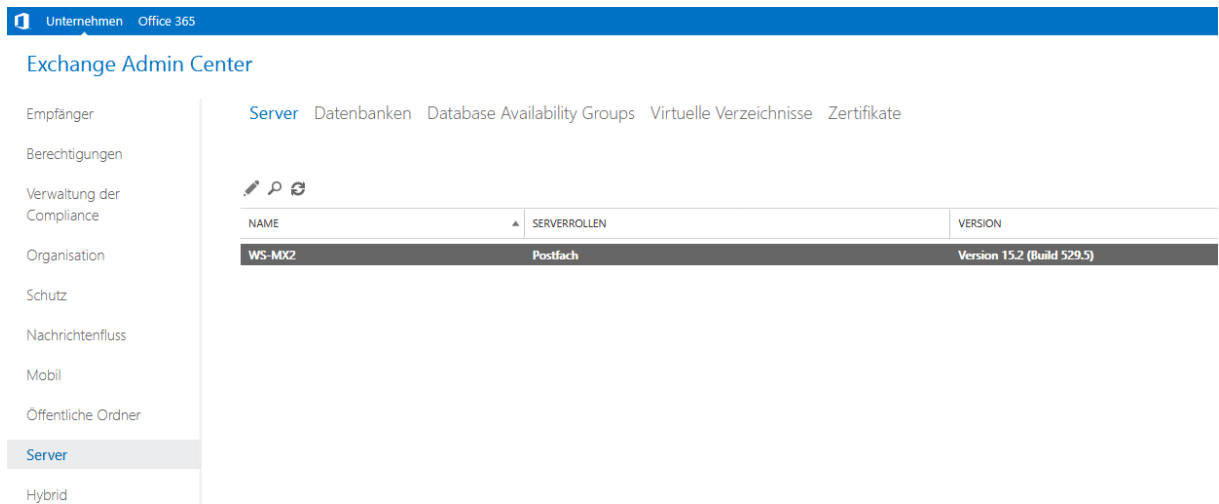 Unternehmen Office 365
Exchange Admin Center
Empfänger
Berechtigungen
Verwaltung der
Compliance
Organisation
Schutz
Nachrichtenfluss
Mobil
Öffentliche Ordner
Server
Hybrid
Server Datenbanken Database Availability Groups Virtuelle Verzeichnisse Zertifikate
NAME SERVERROLLEN VERSION
WS-MX2 Postfach Version 15.2 (Build 529.5)